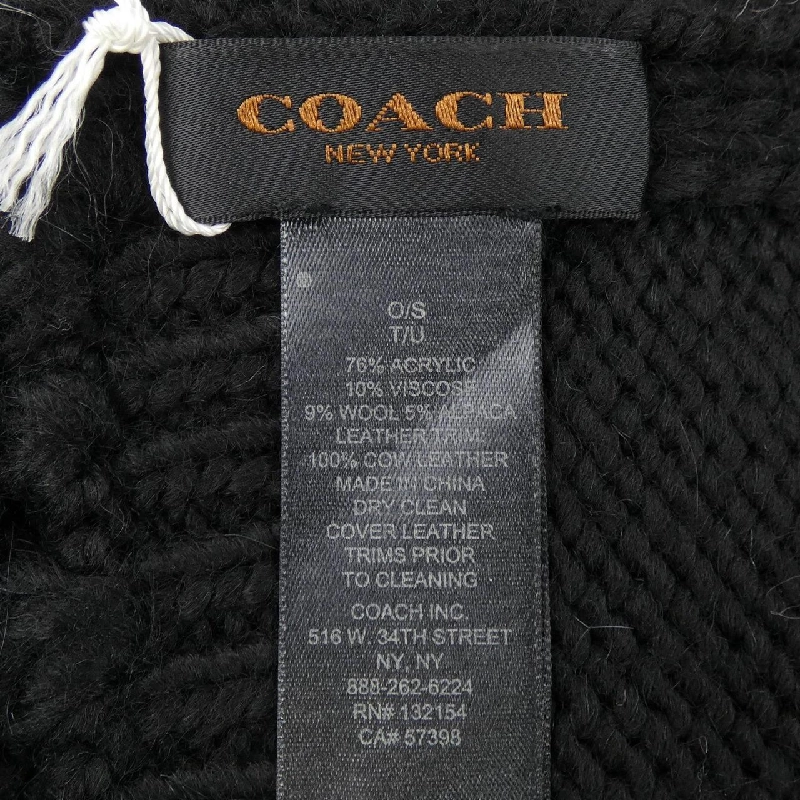 COACH
NEW YORK
O/S
T/U
76% ACRYLIC
10% VISCOSE
9% WOOL 5% ALPACA
LEATHER TRIM
100% COW LEATHER
MADE IN CHINA
DRY CLEAN
COVER LEATHER
TRIMS PRIOR
TO CLEANING
COACH INC.
516 W. 34TH STREET
NY, NY
888-262-6224
RN# 132154
CA# 57398